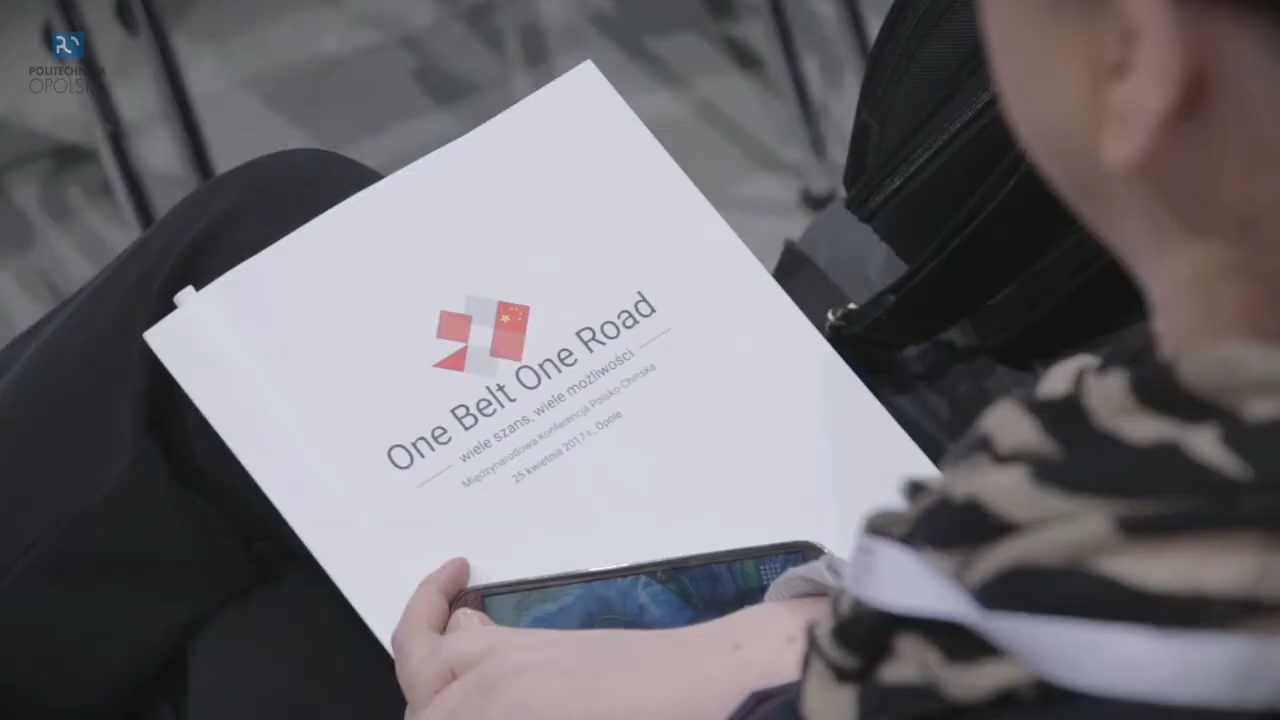 POLITECHNIKA
OPOLSKA
One Belt One Road
wiele szans, wiele możliwości
Międzynarodowa Konferencja Polsko-Chińska
25 kwietnia 2017 r., Opole